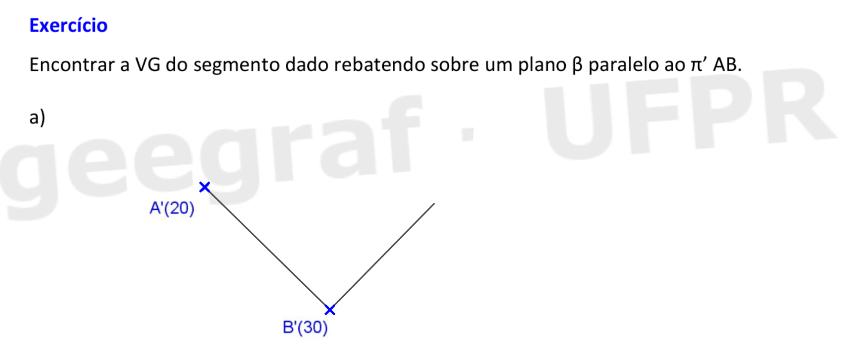 Exercício
Encontrar a VG do segmento dado rebatendo sobre um plano β paralelo ao π’ AB.
a)
geegraf · UFPR
A'(20)
B'(30)